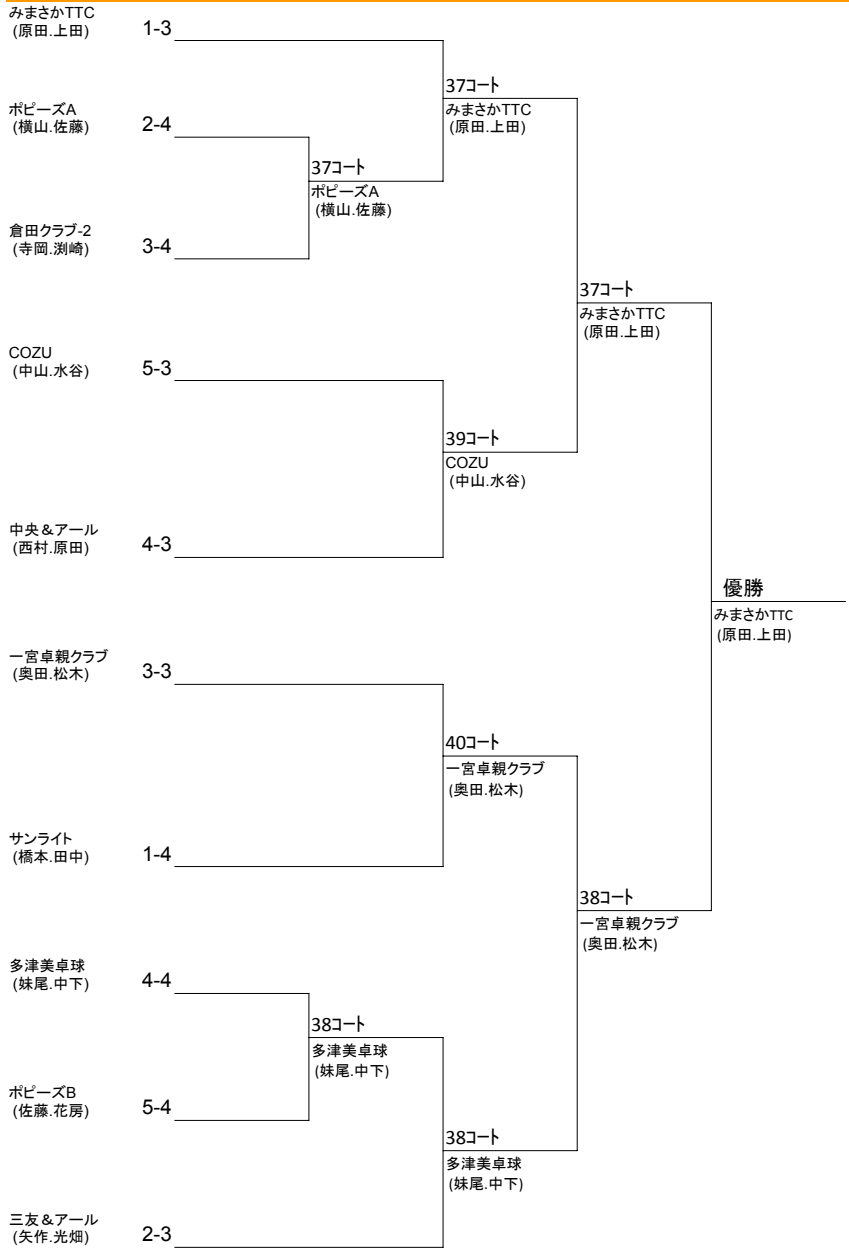 みまさかTTC
(原田.上田)
1-3
37コート
みまさかTTC
(原田.上田)
ポピーズA
(横山.佐藤)
2-4
37コート
ポピーズA
(横山.佐藤)
倉田クラブ-2
(寺岡.渕崎)
3-4
37コート
みまさかTTC
(原田.上田)
COZU
(中山.水谷)
5-3
39コート
COZU
(中山.水谷)
中央&アール
(西村.原田)
4-3
優勝
みまさかTTC
(原田.上田)
一宮卓親クラブ
(奥田.松木)
3-3
40コート
一宮卓親クラブ
(奥田.松木)
サンライト
(橋本.田中)
1-4
38コート
一宮卓親クラブ
(奥田.松木)
多津美卓球
(妹尾.中下)
4-4
38コート
多津美卓球
(妹尾.中下)
ポピーズB
(佐藤.花房)
5-4
38コート
多津美卓球
(妹尾.中下)
三友&アール
(矢作.光畑)
2-3